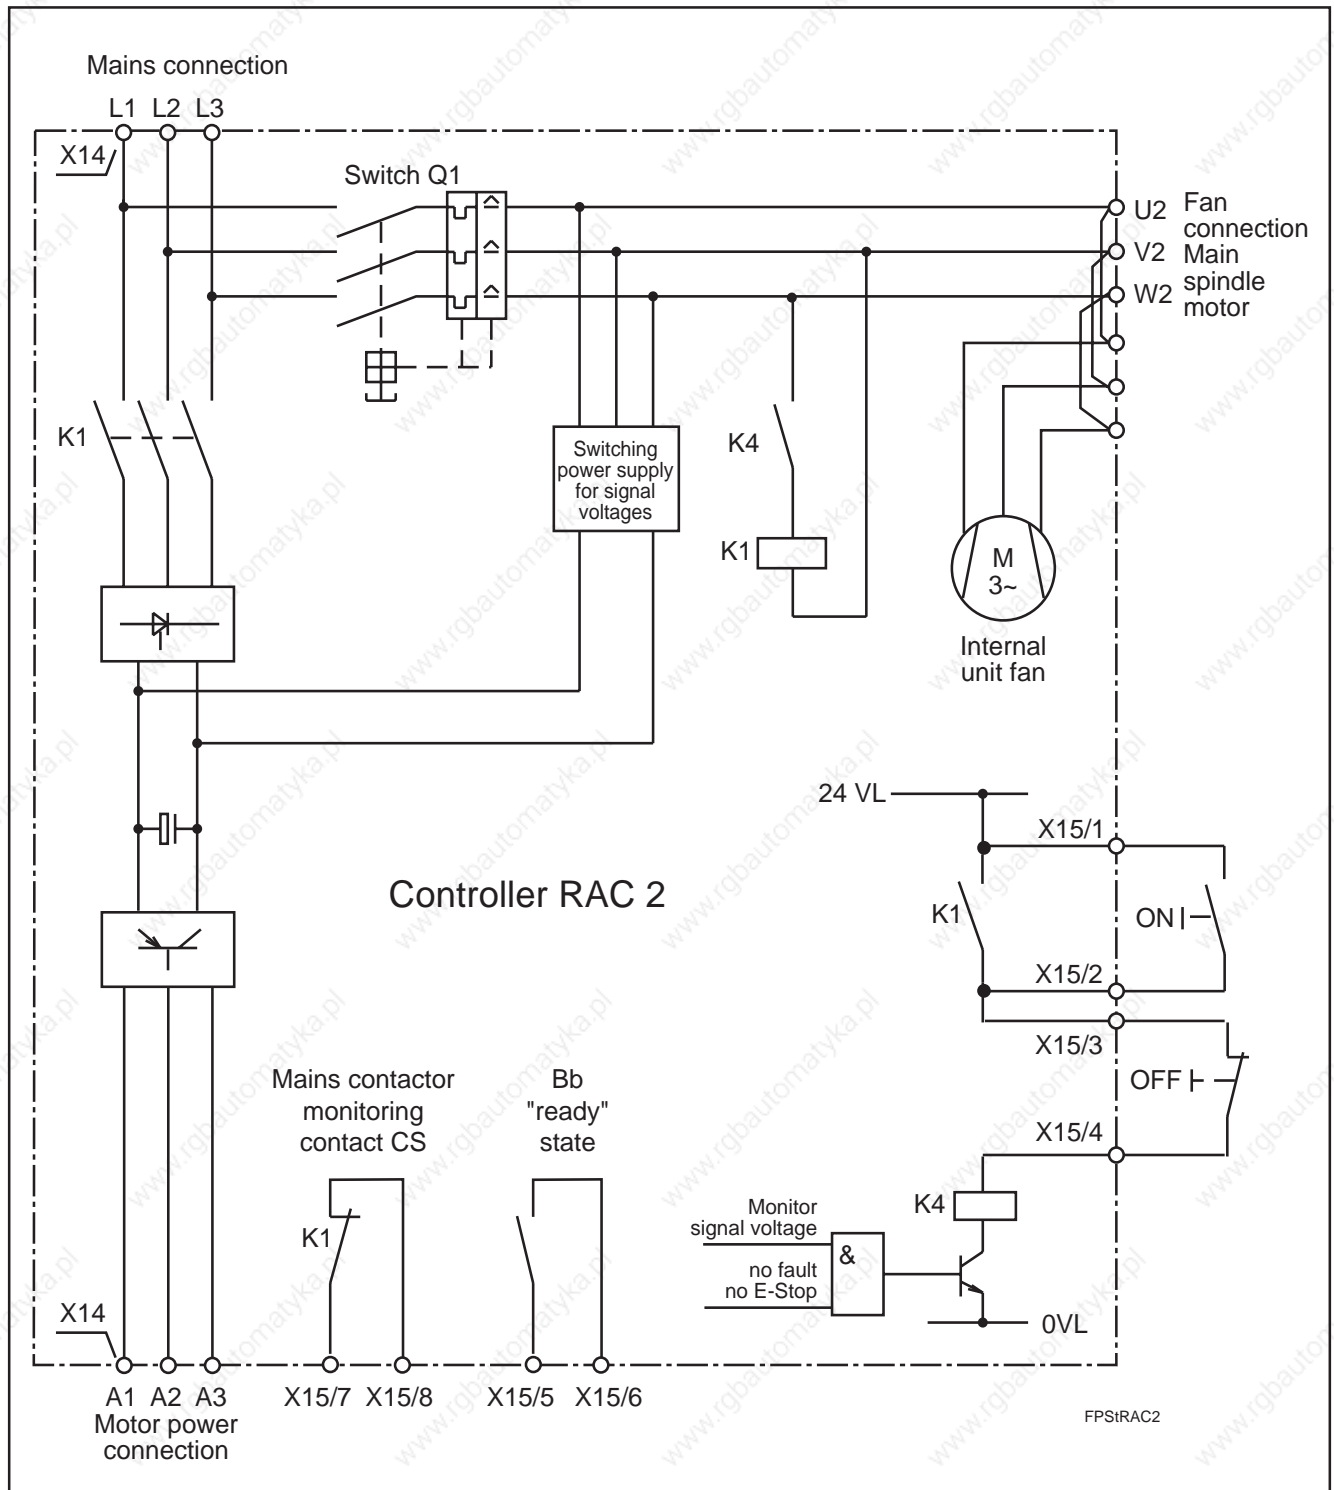 Mains connection
L1 L2 L3
X14
Switch Q1
U2
V2
W2
Fan
connection
Main
spindle
motor
K1
Switching
power supply
for signal
voltages
K4
K1
M
3~
Internal
unit fan
24 VL
X15/1
Controller RAC 2
K1
ON
X15/2
X15/3
OFF
X15/4
Mains contactor
monitoring
contact CS
Bb
"ready"
state
K1
K4
Monitor
signal voltage
&
no fault
no E-Stop
0VL
X14
A1 A2 A3
Motor power
connection
X15/7 X15/8
X15/5 X15/6
FPStRAC2
www.rgbautomatyka.pl